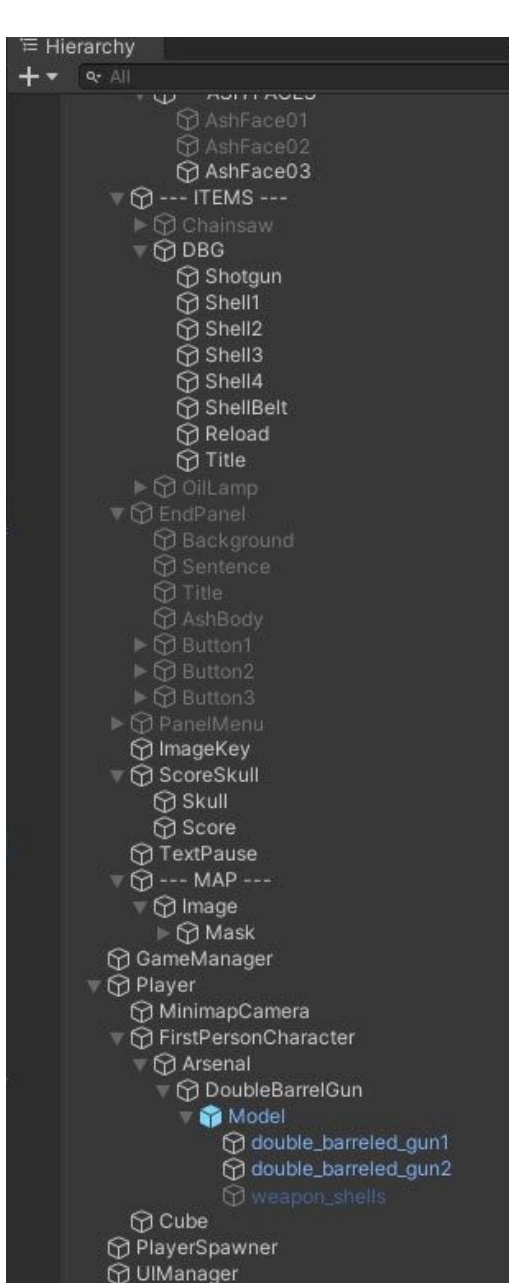 Hierarchy
All
AshFace01
AshFace02
AshFace03
--- ITEMS ---
Chainsaw
DBG
Shotgun
Shell1
Shell2
Shell3
Shell4
ShellBelt
Reload
Title
OilLamp
EndPanel
Background
Sentence
Title
AshBody
Button1
Button2
Button3
PanelMenu
ImageKey
ScoreSkull
Skull
Score
TextPause
--- MAP ---
Image
Mask
GameManager
Player
MinimapCamera
FirstPersonCharacter
Arsenal
DoubleBarrelGun
Model
double_barreled_gun1
double_barreled_gun2
weapon_shells
Cube
PlayerSpawner
UIManager